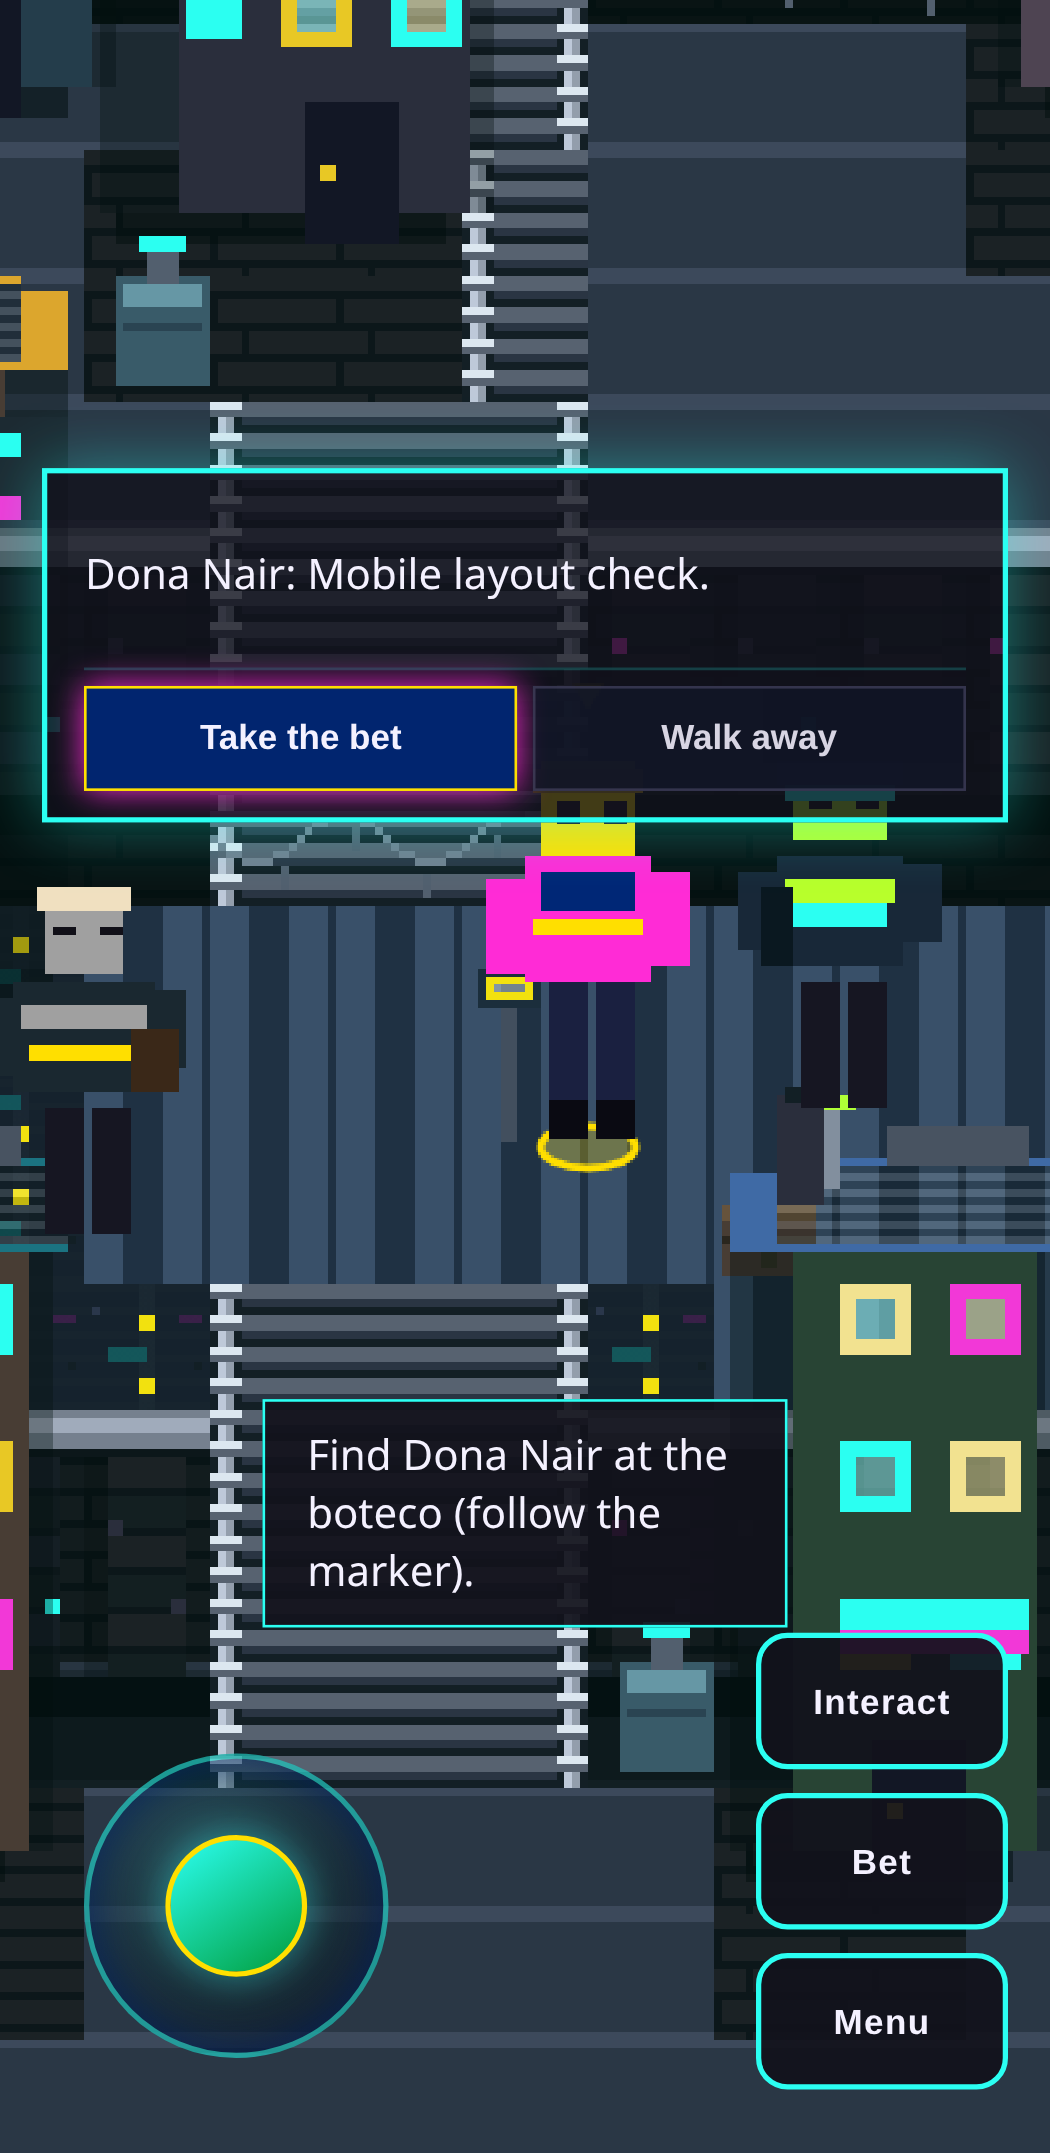 Dona Nair: Mobile layout check.
Take the bet
Walk away
Find Dona Nair at the
boteco (follow the
marker).
Interact
Bet
Menu